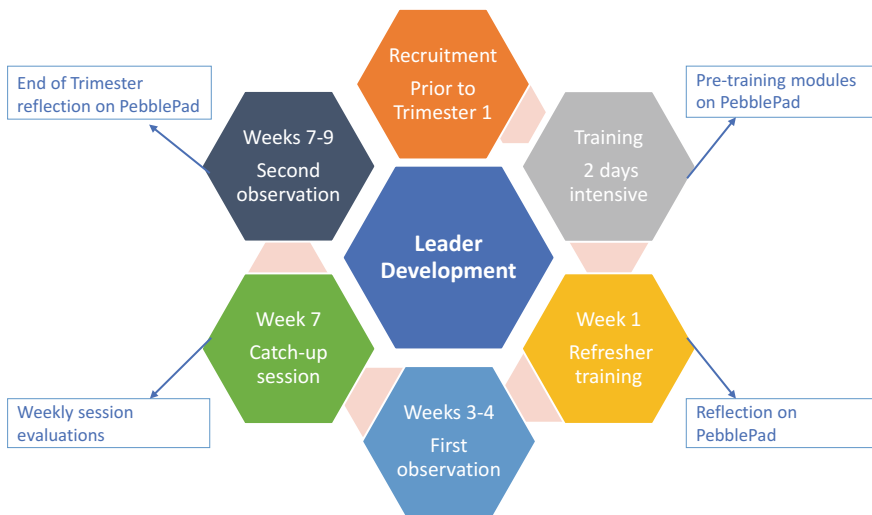 Recruitment
Prior to
Trimester 1
End of Trimester
reflection on PebblePad
Pre-training modules
on PebblePad
Weeks 7-9
Second
observation
Training
2 days
intensive
Leader
Development
Week 7
Catch-up
session
Week 1
Refresher
training
Weeks 3-4
First
observation
Weekly session
evaluations
Reflection on
PebblePad